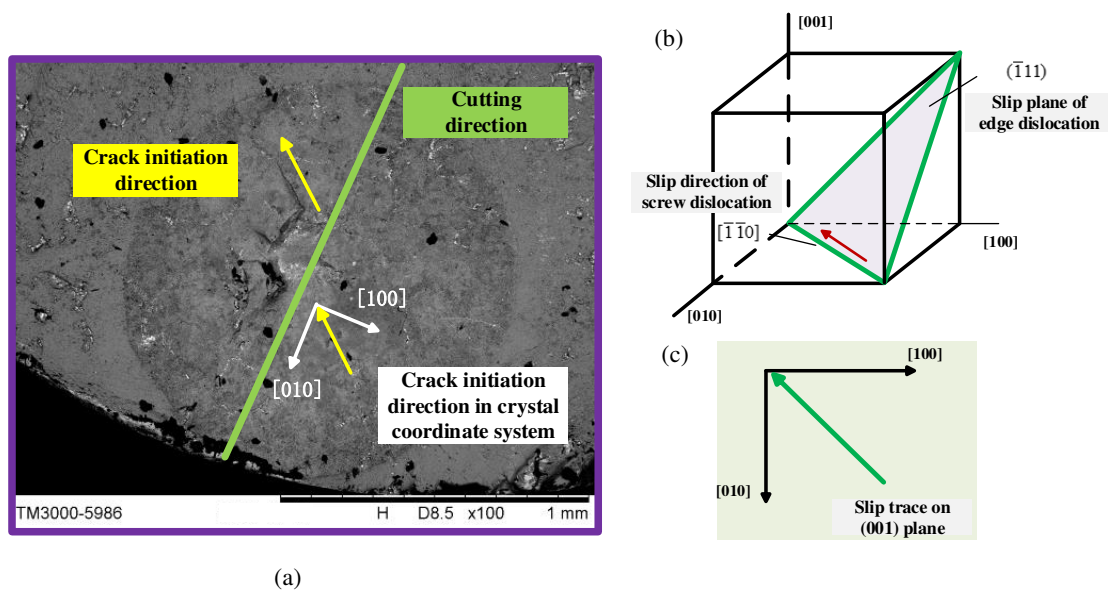 Cutting
direction
Crack initiation
direction
[100]
[010]
Crack initiation
direction in crystal
coordinate system
TM3000-5986
H D8.5 x100 1 mm
(a)
(b)
[001]
(1̅11)
Slip plane of
edge dislocation
Slip direction of
screw dislocation
[1̅1̅0]
[100]
[010]
(c)
[100]
[010]
Slip trace on
(001) plane